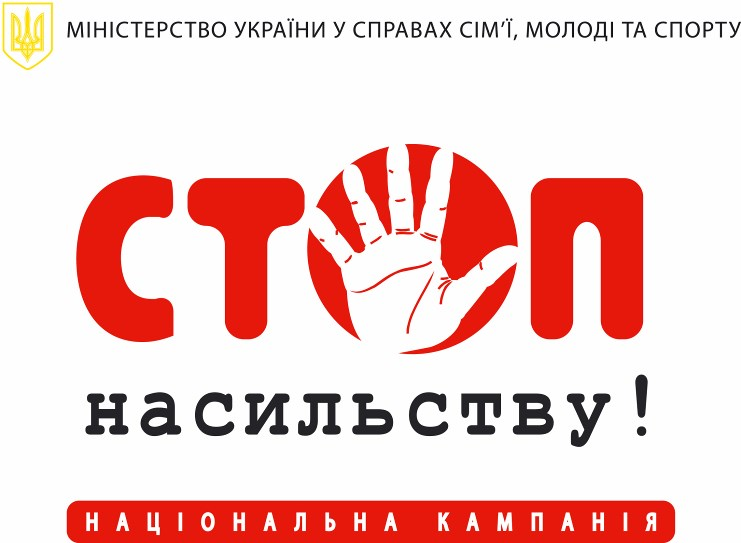 МІНІСТЕРСТВО УКРАЇНИ У СПРАВАХ СІМ’Ї, МОЛОДІ ТА СПОРТУ
СТОП
насильству!
НАЦІОНАЛЬНА КАМПАНІЯ